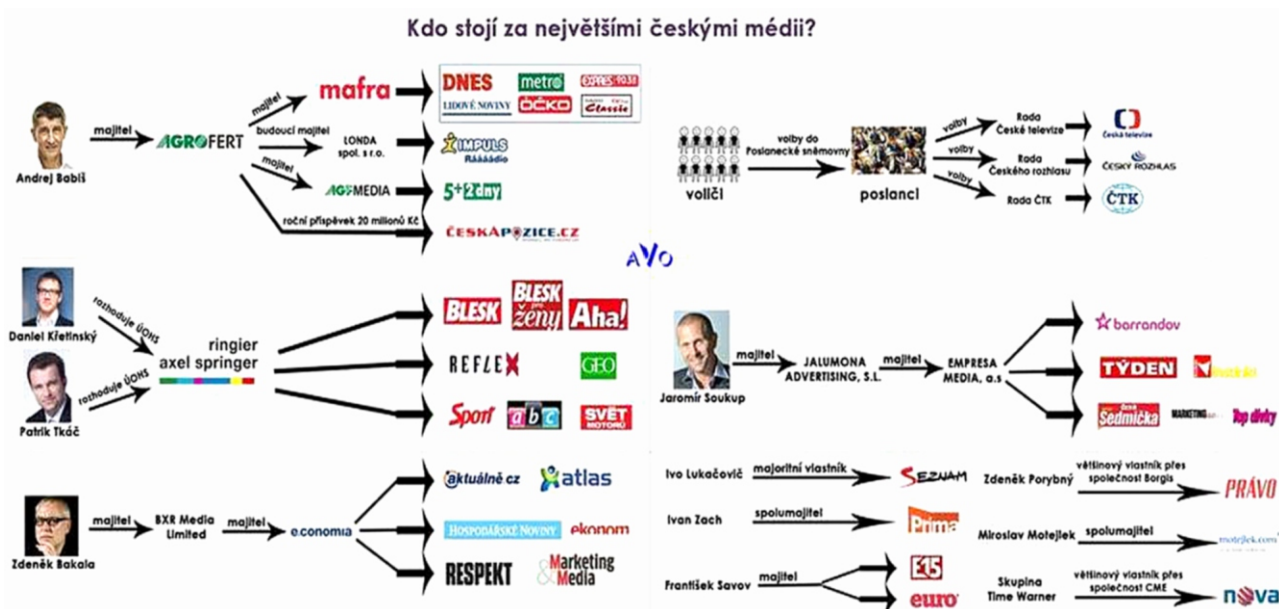 Kdo stojí za největšími českými médii?
Andrej Babiš
majitel
AGROFERT
majitel
mafra
DNES
metro
EXPRES
LIDOVÉ NOVINY
ÓČKO
Classic
budoucí majitel
LONDA
spol. s r.o.
IMPULS
Ráááádio
majitel
AGF MEDIA
5+2 dny
roční příspěvek 20 milionů Kč
ČESKÁPOZICE.CZ
voliči
volby do
Poslanecké sněmovny
poslanci
volby
Rada
České televize
Česká televize
volby
Rada
Českého rozhlasu
ČESKÝ ROZHLAS
volby
Rada ČTK
ČTK
AVO
Daniel Křetinský
rozhoduje ÚOHS
Patrik Tkáč
rozhoduje ÚOHS
ringier
axel springer
BLESK
BLESK
pro
ženy
Aha!
REFLEX
GEO
Sport
abc
SVĚT
MOTORŮ
Jaromír Soukup
majitel
JALUMONA
ADVERTISING, S.L.
majitel
EMPRESA
MEDIA, a.s
barrandov
TÝDEN
Sedmička
MARKETING
Top dívky
Zdeněk Bakala
majitel
BXR Media
Limited
majitel
economia
aktuálně.cz
atlas
HOSPODÁŘSKÉ NOVINY
ekonom
RESPEKT
Marketing
& Media
Ivo Lukačovič
majoritní vlastník
SEZNAM
Ivan Zach
spolumajitel
Prima
František Savov
majitel
E15
euro
Zdeněk Porybný
většinový vlastník přes
společnost Borgis
PRÁVO
Miroslav Motejlek
spolumajitel
motejlek.com
Skupina
Time Warner
většinový vlastník přes
společnost CME
nova